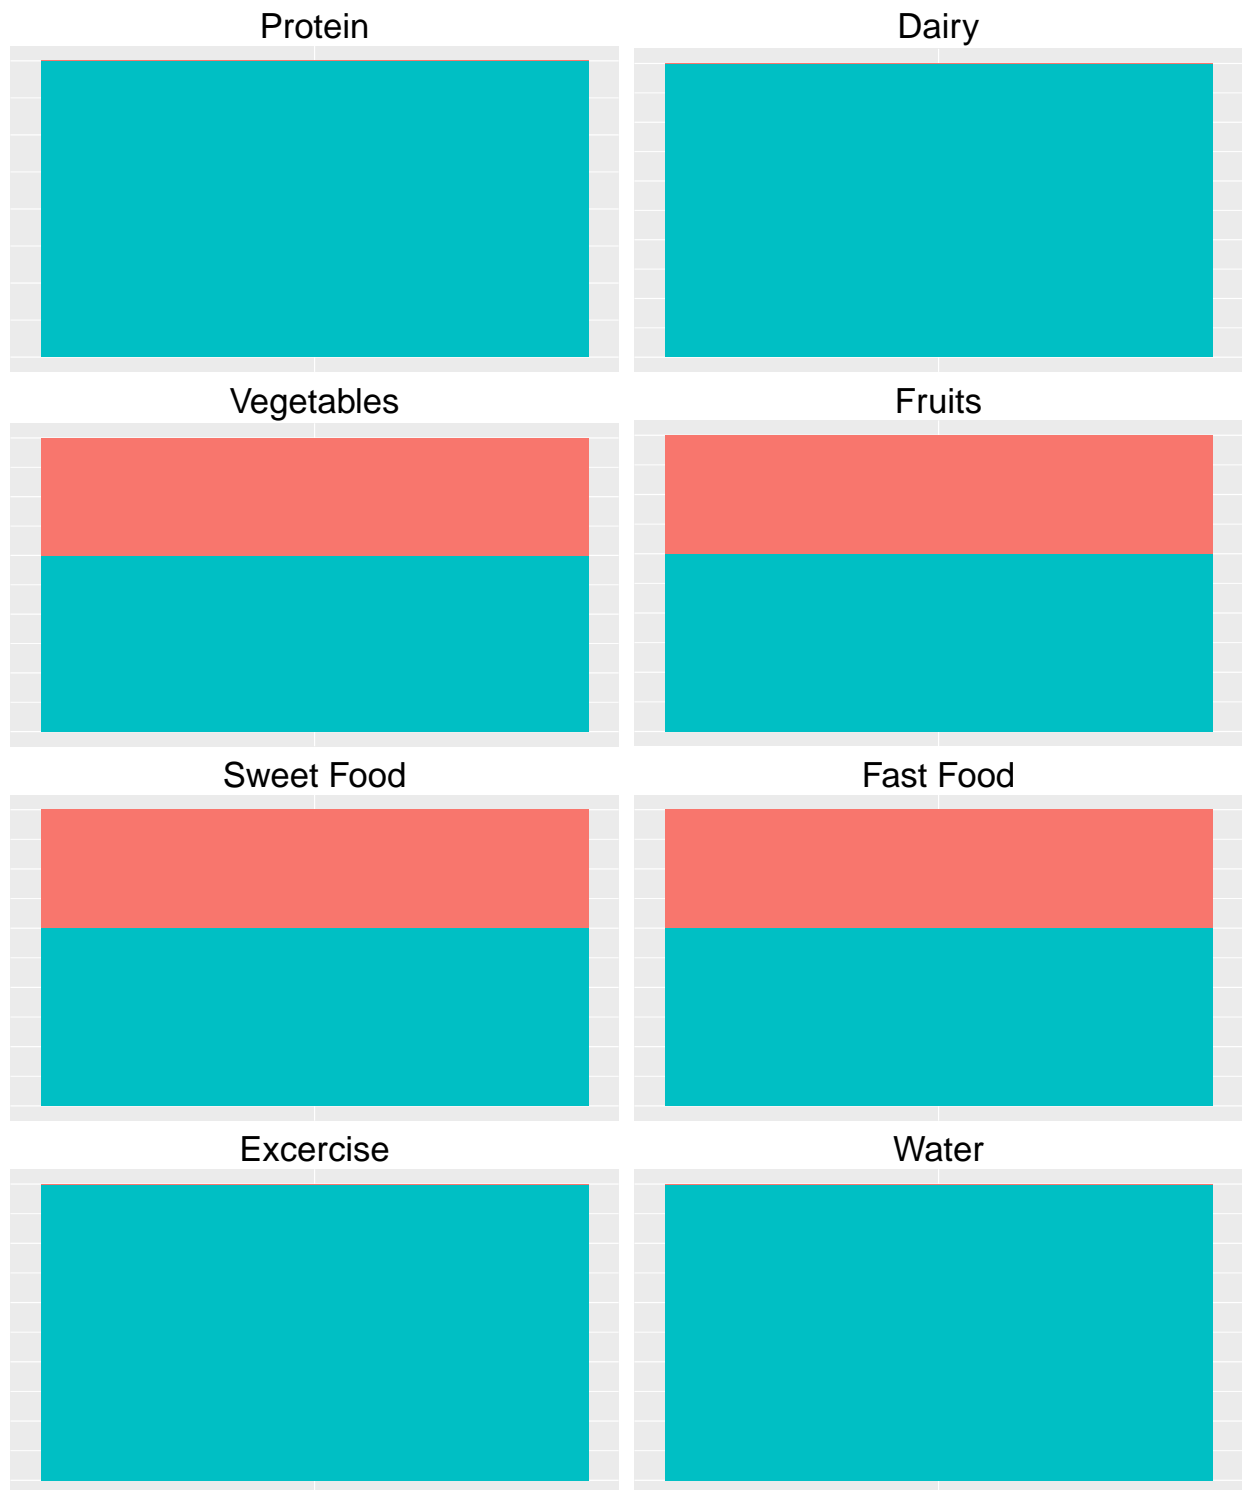 Protein
Dairy
Vegetables
Fruits
Sweet Food
Fast Food
Excercise
Water